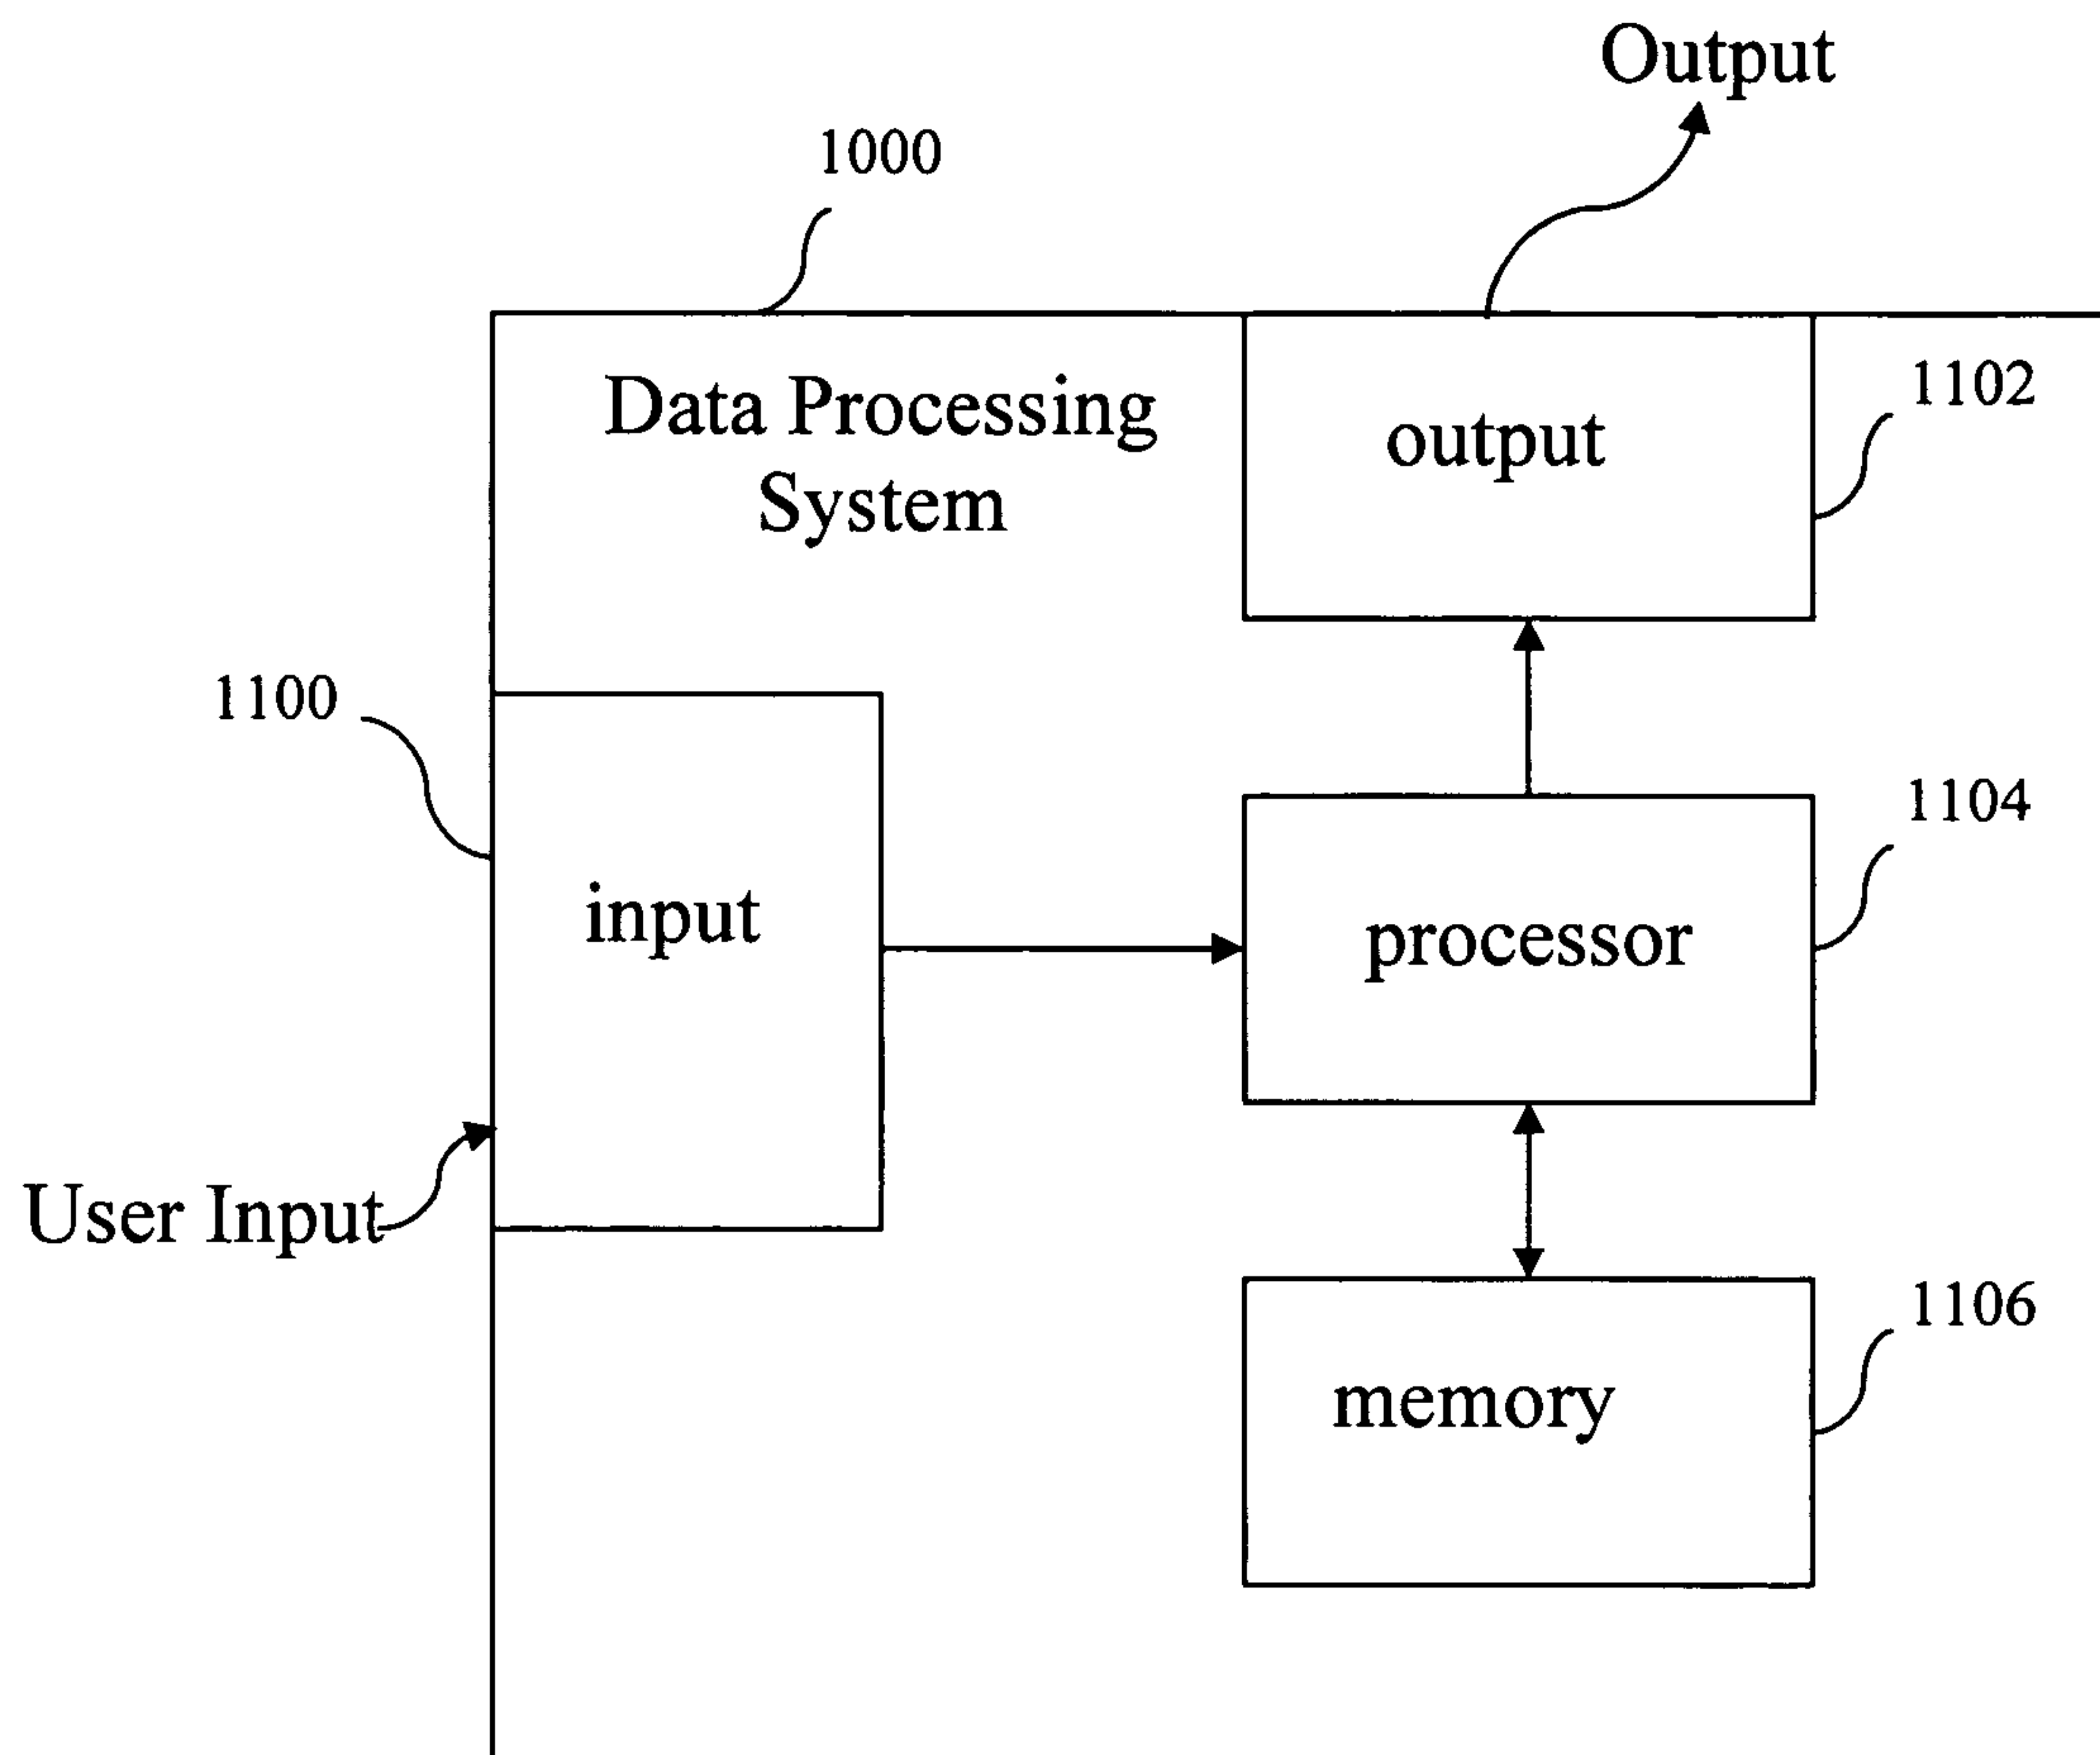 Output
1000
Data Processing
System
output
1102
1100
input
processor
1104
User Input
memory
1106